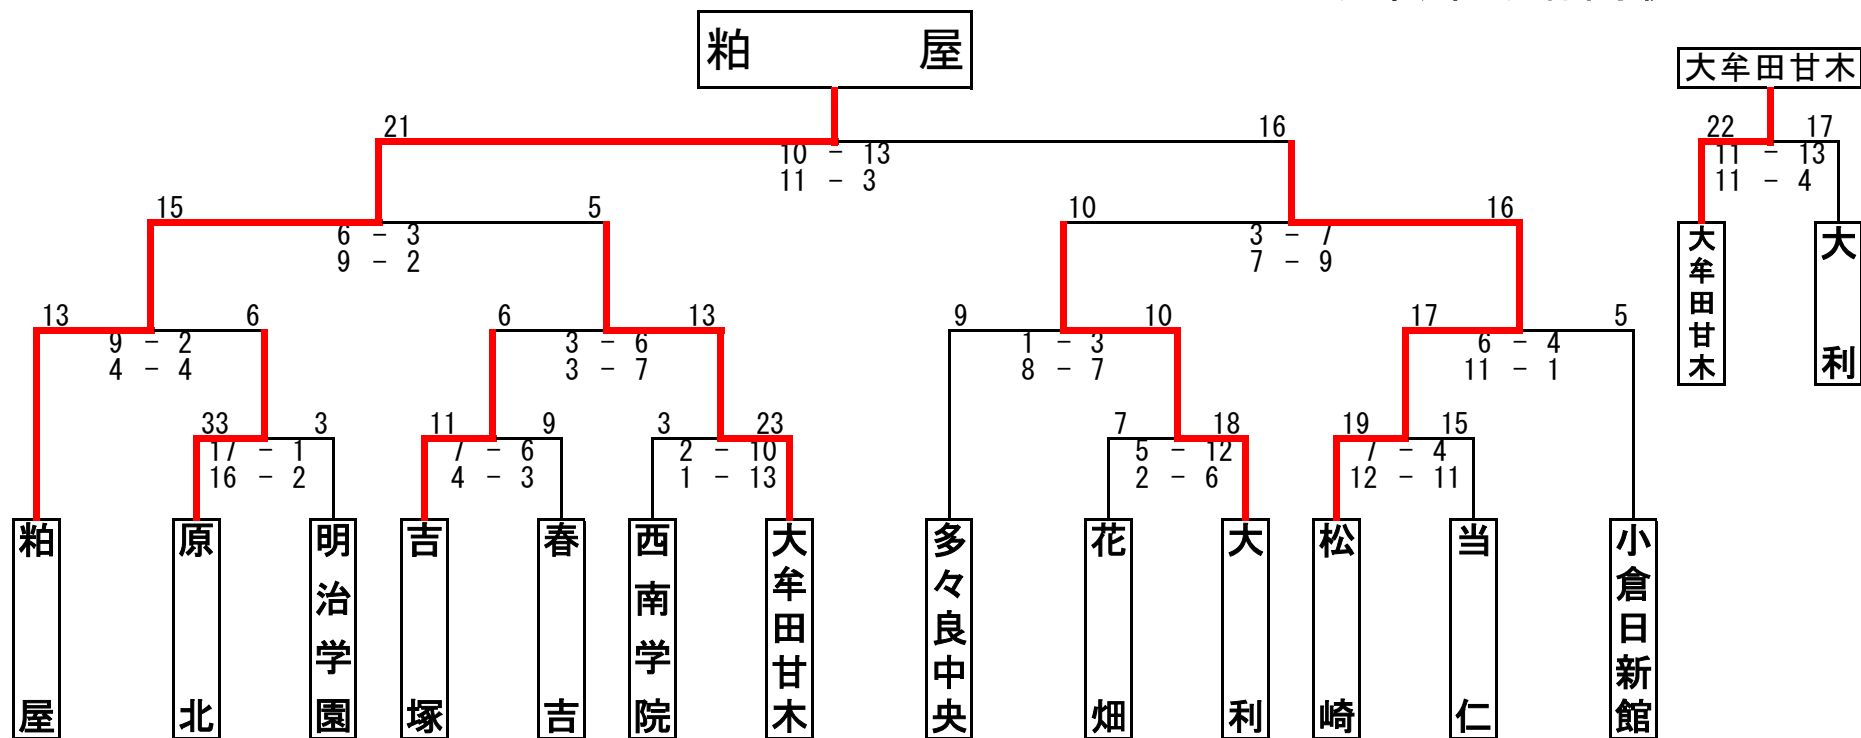 粕 屋
大牟田甘木
21 16
22 17
10 － 13
11 － 3
11 － 13
11 － 4
15 5
10 16
6 － 3
9 － 2
3 － 7
7 － 9
大牟田甘木
大利
13 6
6 13
9 10
17 5
9 － 2
4 － 4
3 － 6
3 － 7
1 － 3
8 － 7
6 － 4
11 － 1
33 3
11 9
3 23
7 18
19 15
17 － 1
16 － 2
7 － 6
4 － 3
2 － 10
1 － 13
5 － 12
2 － 6
7 － 4
12 － 11
粕屋
原北
明治学園
吉塚
春吉
西南学院
大牟田甘木
多々良中央
花畑
大利
松崎
当仁
小倉日新館